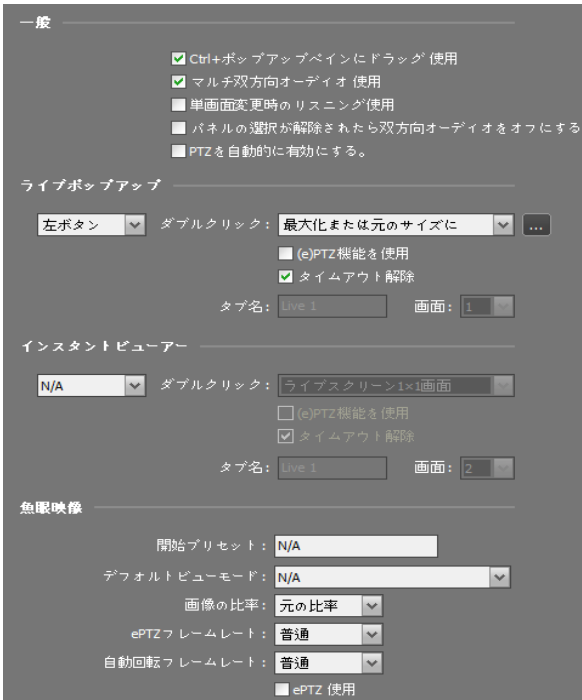 一般
Ctrl+ポップアップペインにドラッグ 使用
マルチ双方向オーディオ 使用
単画面変更時のリスニング使用
パネルの選択が解除されたら双方向オーディオをオフにする
PTZを自動的に有効にする。
ライブポップアップ
左ボタン ダブルクリック: 最大化または元のサイズに ...
(e)PTZ機能を使用
タイムアウト解除
タブ名: Live 1 画面: 1
インスタントビューアー
N/A ダブルクリック: ライブスクリーン1×1画面
(e)PTZ機能を使用
タイムアウト解除
タブ名: Live 1 画面: 2
魚眼映像
開始プリセット: N/A
デフォルトビューモード: N/A
画像の比率: 元の比率
ePTZフレームレート: 普通
自動回転フレームレート: 普通
ePTZ 使用